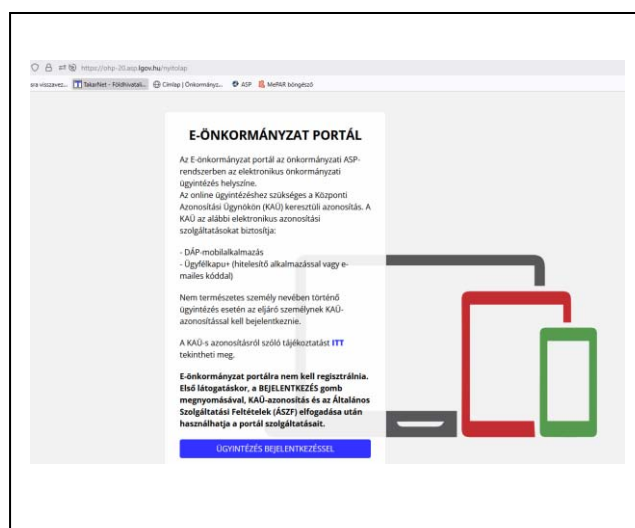 https://ohp-20.asp.lgov.hu/nyitolap
TakarNet - Földhivatali... Címlap | Önkormányz... ASP MePAR böngésző
E-ÖNKORMÁNYZAT PORTÁL
Az E-önkormányzat portál az önkormányzati ASP-
rendszerben az elektronikus önkormányzati
ügyintézés helyszíne.
Az online ügyintézéshez szükséges a Központi
Azonosítási Ügynökön (KAÜ) keresztüli azonosítás. A
KAÜ az alábbi elektronikus azonosítási
szolgáltatásokat biztosítja:
- DÁP-mobilalkalmazás
- Ügyfélkapu+ (hitelesítő alkalmazással vagy e-
mailes kóddal)
Nem természetes személy nevében történő
ügyintézés esetén az eljáró személynek KAÜ-
azonosítással kell bejelentkeznie.
A KAÜ-s azonosításról szóló tájékoztatást ITT
tekintheti meg.
E-önkormányzat portálra nem kell regisztrálnia.
Első látogatáskor, a BEJELENTKEZÉS gomb
megnyomásával, KAÜ-azonosítás és az Általános
Szolgáltatási Feltételek (ÁSZF) elfogadása után
használhatja a portál szolgáltatásait.
ÜGYINTÉZÉS BEJELENTKEZÉSSEL